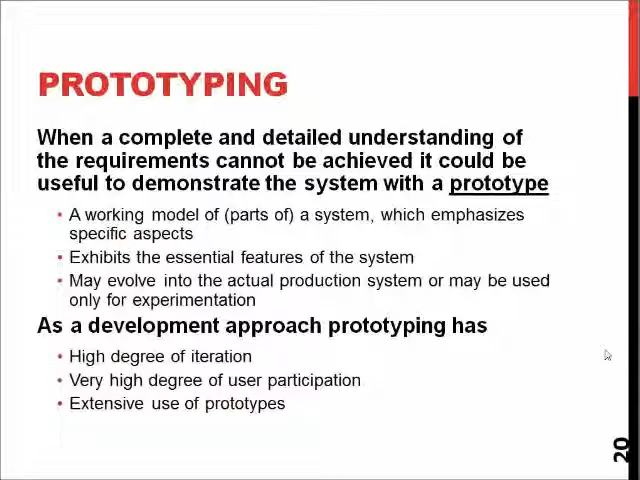 PROTOTYPING
When a complete and detailed understanding of
the requirements cannot be achieved it could be
useful to demonstrate the system with a prototype
• A working model of (parts of) a system, which emphasizes
specific aspects
• Exhibits the essential features of the system
• May evolve into the actual production system or may be used
only for experimentation
As a development approach prototyping has
• High degree of iteration
• Very high degree of user participation
• Extensive use of prototypes
20